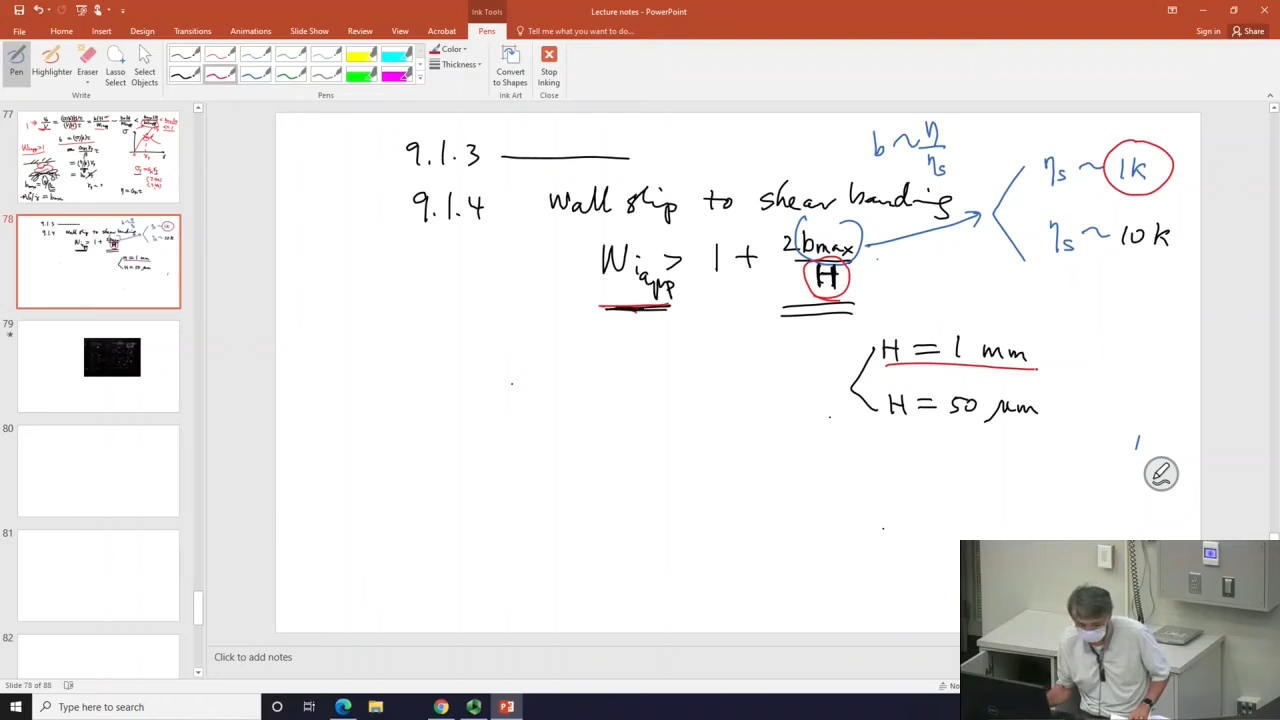 Ink Tools
Lecture notes - PowerPoint
File Home Insert Design Transitions Animations Slide Show Review View Acrobat Pens Tell me what you want to do... Sign in Share
Pen Highlighter Eraser Lasso Select Select Objects
Color
Thickness
Convert to Shapes
Stop Inking
Write Pens Ink Art Close
77
78
79
80
81
82
9.1.3
b ~ η/ηs
ηs ~ 1k
9.1.4 Wall slip to shear banding
ηs ~ 10k
Wi app > 1 + 2bmax/H
H = 1 mm
H = 50 μm
Click to add notes
Slide 78 of 88
No
Type here to search